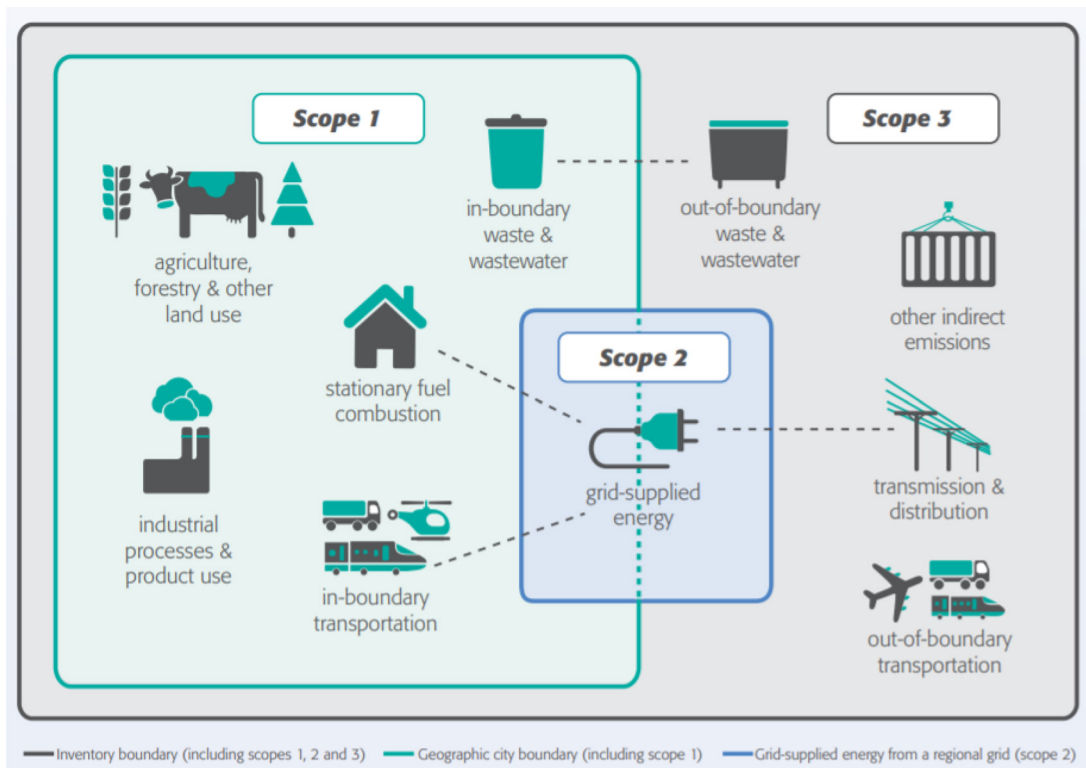 Scope 1
Scope 3
in-boundary
waste &
wastewater
out-of-boundary
waste &
wastewater
agriculture,
forestry & other
land use
other indirect
emissions
Scope 2
stationary fuel
combustion
grid-supplied
energy
transmission &
distribution
industrial
processes &
product use
in-boundary
transportation
out-of-boundary
transportation
Inventory boundary (including scopes 1, 2 and 3)
Geographic city boundary (including scope 1)
Grid-supplied energy from a regional grid (scope 2)